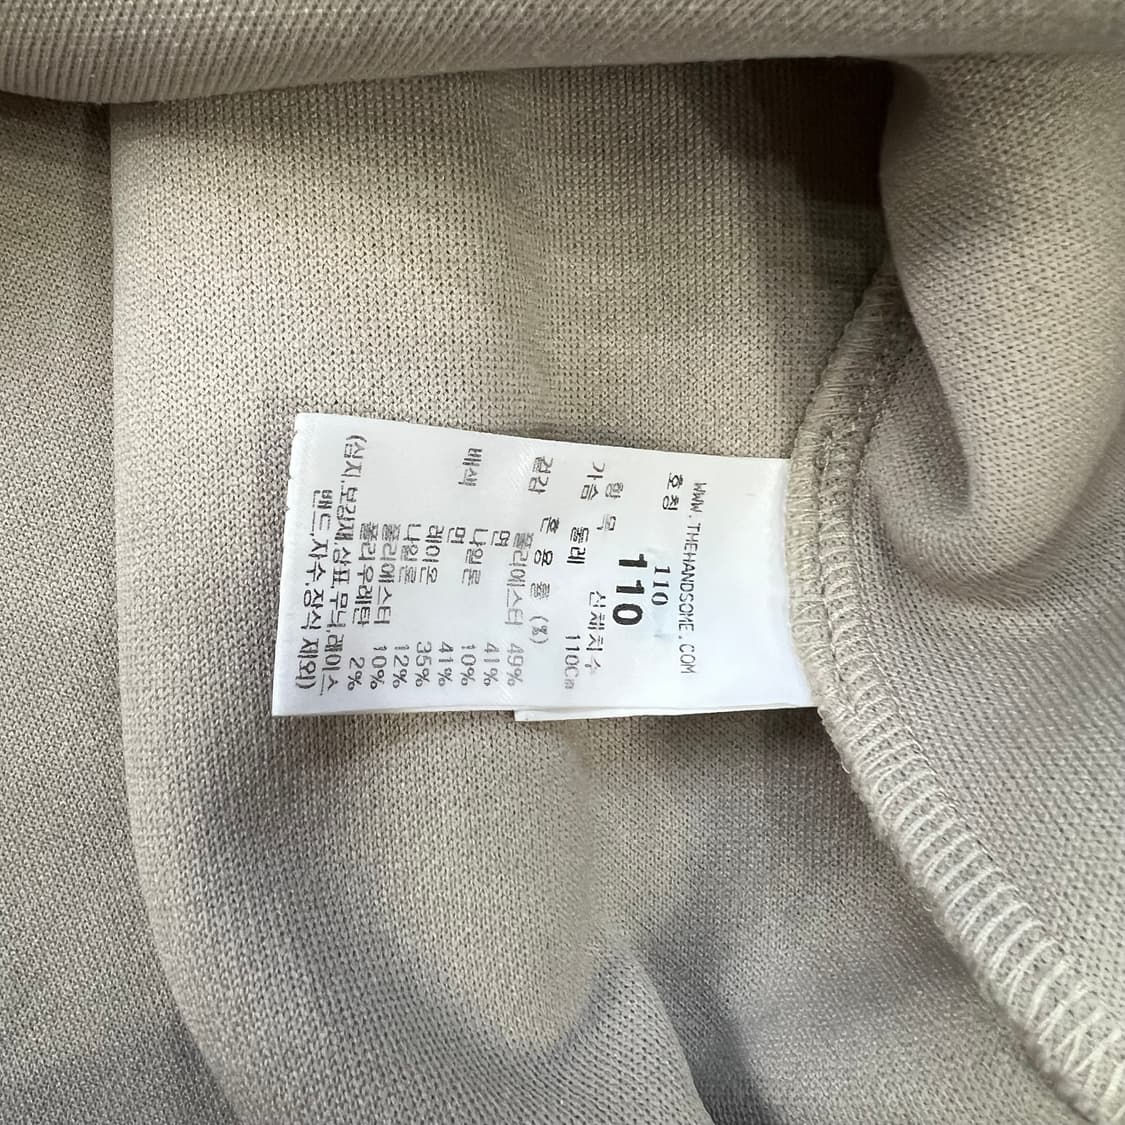 WWW.THEHANDSOME.COM
호칭 110
110
항목 신체치수
가슴둘레 110Cm
겉감 혼용률(%)
폴리에스터 49%
면 41%
나일론 10%
배색 면 41%
레이온 35%
나일론 12%
폴리에스터 10%
폴리우레탄 2%
(심지.보강재.상표.무늬.레이스
밴드.자수.장식 제외)